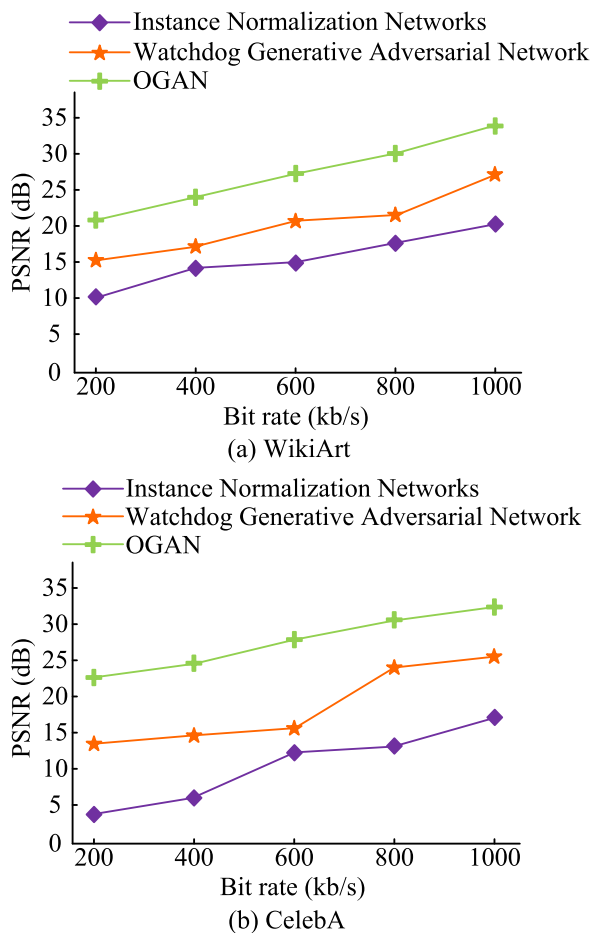 Instance Normalization Networks
Watchdog Generative Adversarial Network
OGAN
PSNR (dB)
35
30
25
20
15
10
5
0
200 400 600 800 1000
Bit rate (kb/s)
(a) WikiArt
Instance Normalization Networks
Watchdog Generative Adversarial Network
OGAN
PSNR (dB)
35
30
25
20
15
10
5
0
200 400 600 800 1000
Bit rate (kb/s)
(b) CelebA